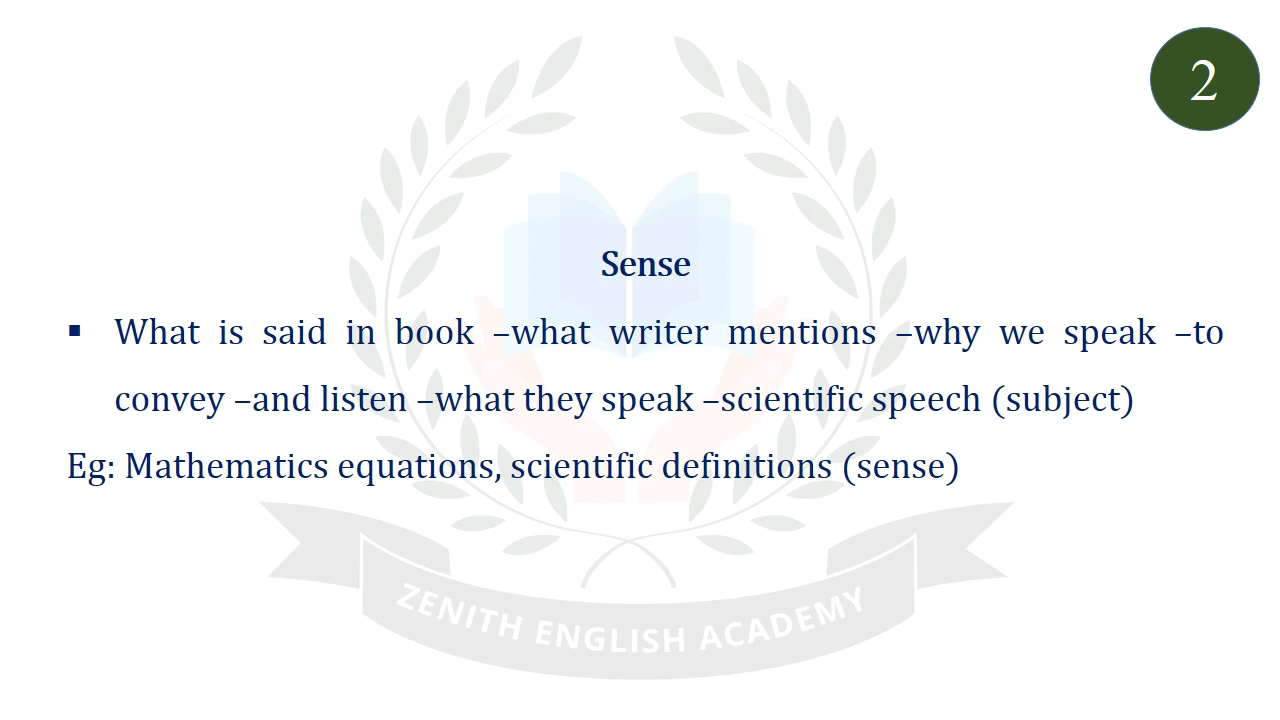 2
Sense
▪ What is said in book –what writer mentions –why we speak –to
convey –and listen –what they speak –scientific speech (subject)
Eg: Mathematics equations, scientific definitions (sense)
ZENITH ENGLISH ACADEMY